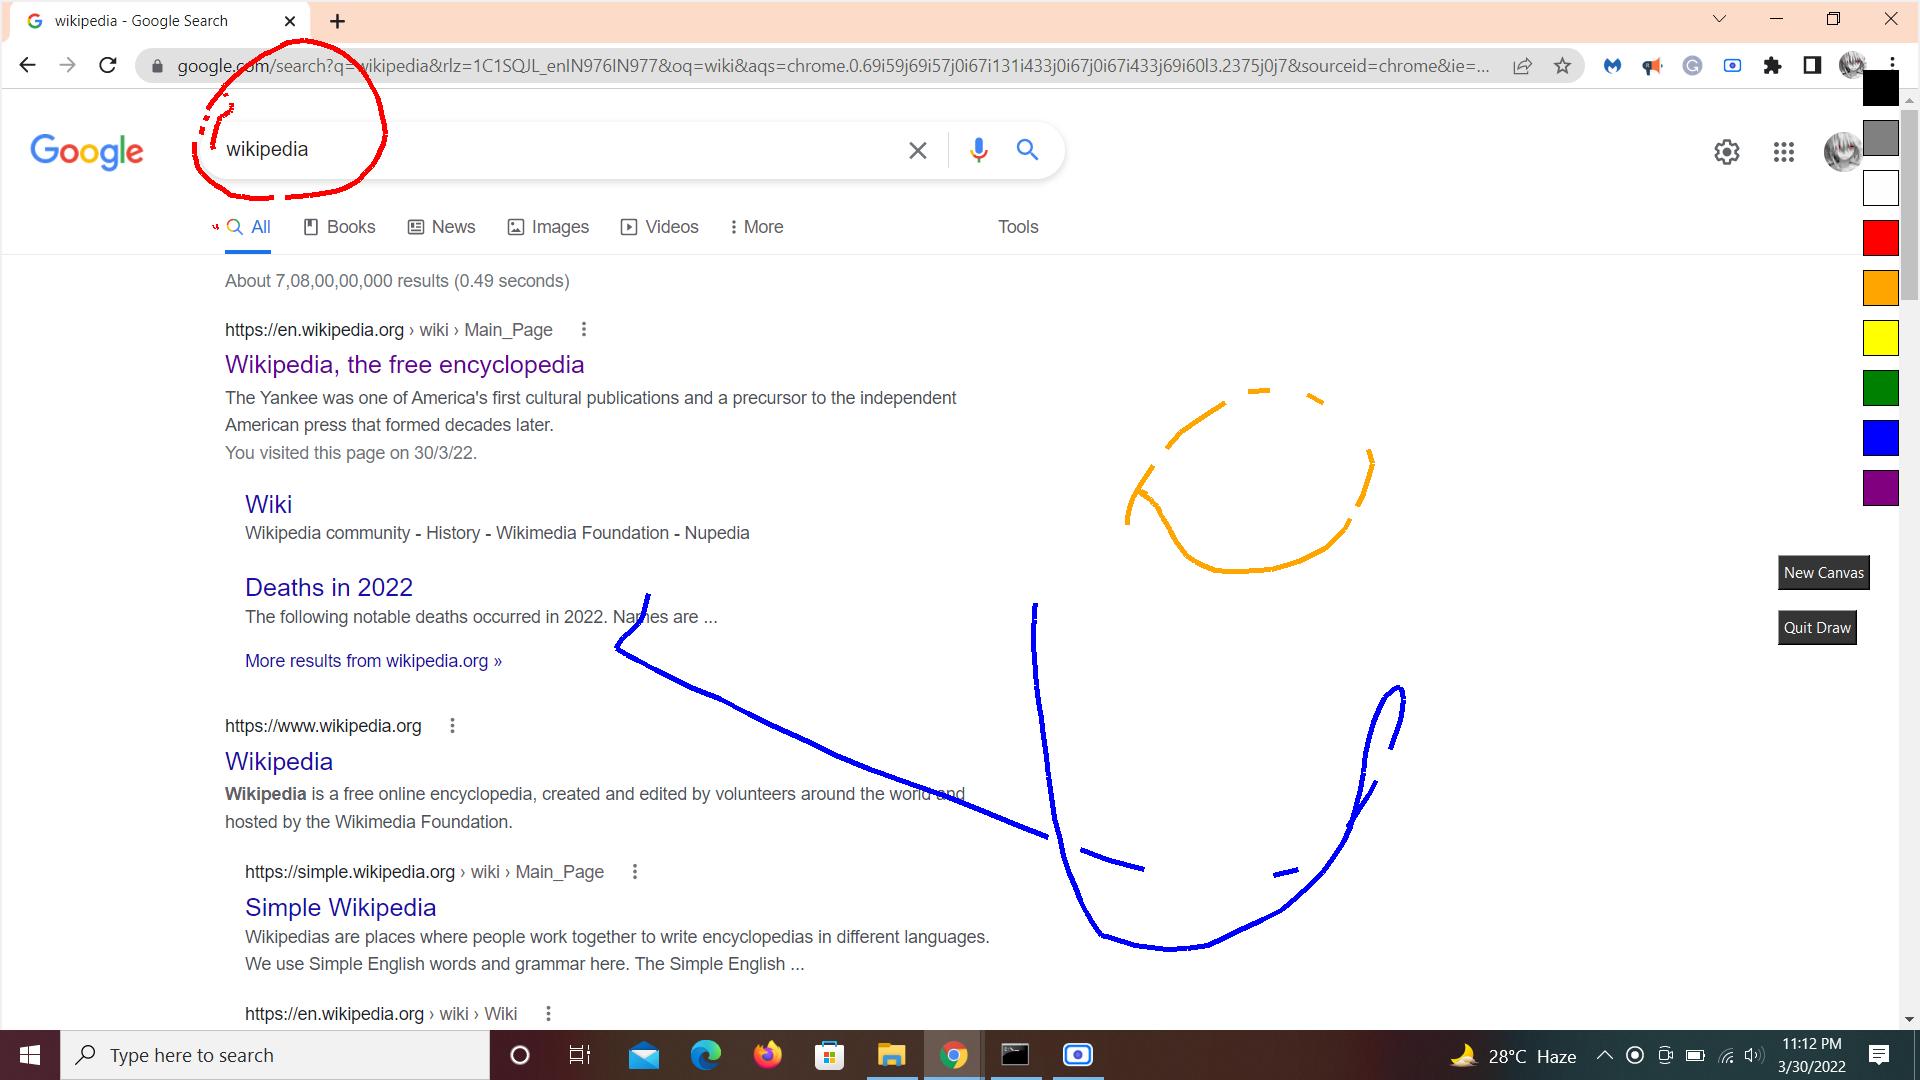 wikipedia - Google Search
google.com/search?q=wikipedia&rlz=1C1SQJL_enIN976IN977&oq=wiki&aqs=chrome.0.69i59j69i57j0i67i131i433j0i67j0i67i433j69i60l3.2375j0j7&sourceid=chrome&ie=...
Google
wikipedia
All Books News Images Videos More Tools
About 7,08,00,00,000 results (0.49 seconds)
https://en.wikipedia.org › wiki › Main_Page
Wikipedia, the free encyclopedia
The Yankee was one of America's first cultural publications and a precursor to the independent
American press that formed decades later.
You visited this page on 30/3/22.
Wiki
Wikipedia community - History - Wikimedia Foundation - Nupedia
Deaths in 2022
The following notable deaths occurred in 2022. Names are ...
More results from wikipedia.org »
New Canvas
Quit Draw
https://www.wikipedia.org
Wikipedia
Wikipedia is a free online encyclopedia, created and edited by volunteers around the world and
hosted by the Wikimedia Foundation.
https://simple.wikipedia.org › wiki › Main_Page
Simple Wikipedia
Wikipedias are places where people work together to write encyclopedias in different languages.
We use Simple English words and grammar here. The Simple English ...
https://en.wikipedia.org › wiki › Wiki
Type here to search
28°C Haze
11:12 PM
3/30/2022